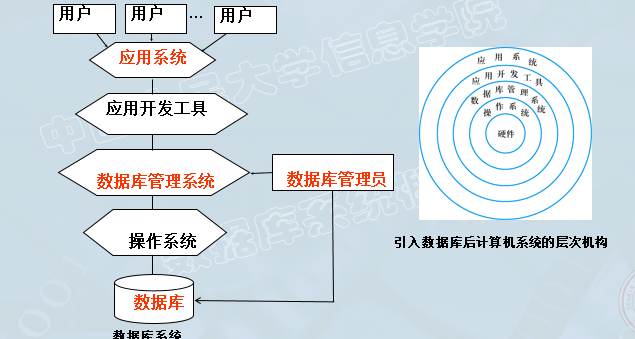 用户
用户
...
用户
应用系统
应用开发工具
数据库管理系统
数据库管理员
操作系统
数据库
数据库系统
应用系统
应用开发工具
数据库管理系统
操作系统
硬件
引入数据库后计算机系统的层次机构